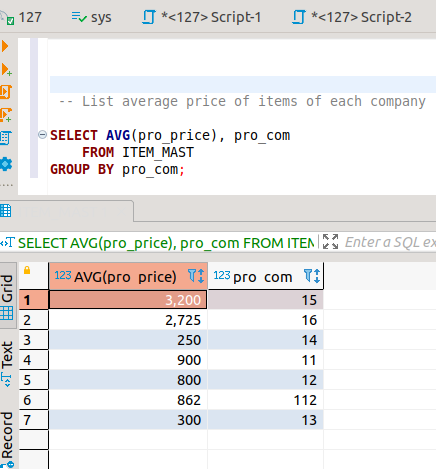 127 sys *<127> Script-1 *<127> Script-2
-- List average price of items of each company
SELECT AVG(pro_price), pro_com
FROM ITEM_MAST
GROUP BY pro_com;
SELECT AVG(pro_price), pro_com FROM ITEM Enter a SQL ex
Grid
Text
Record
123 AVG(pro_price) 123 pro_com
1 3,200 15
2 2,725 16
3 250 14
4 900 11
5 800 12
6 862 112
7 300 13